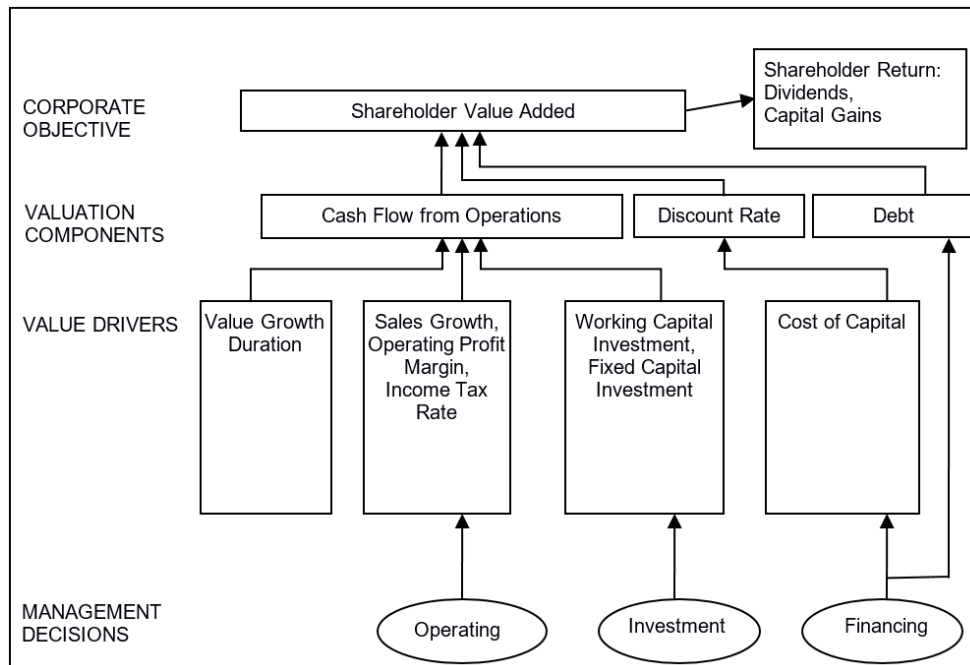 Shareholder Return:
Dividends,
Capital Gains
CORPORATE
OBJECTIVE
Shareholder Value Added
VALUATION
COMPONENTS
Cash Flow from Operations
Discount Rate
Debt
VALUE DRIVERS
Value Growth
Duration
Sales Growth,
Operating Profit
Margin,
Income Tax
Rate
Working Capital
Investment,
Fixed Capital
Investment
Cost of Capital
MANAGEMENT
DECISIONS
Operating
Investment
Financing